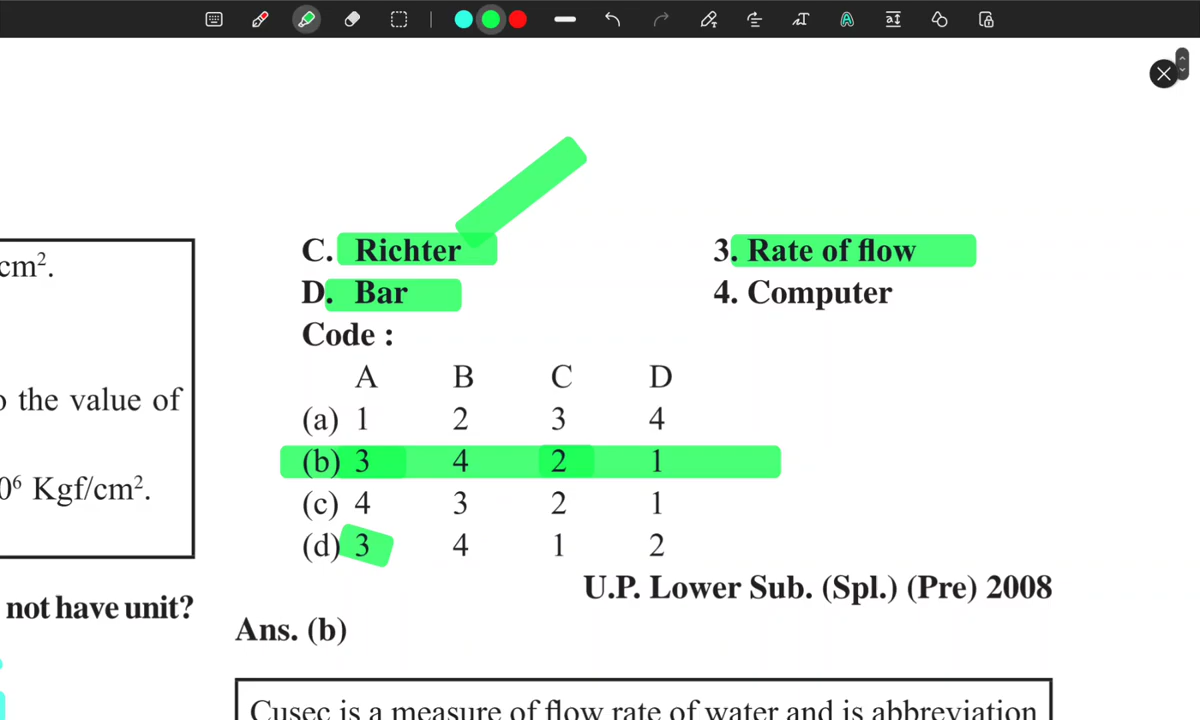 cm².
o the value of
0⁶ Kgf/cm².
not have unit?
C. Richter 3. Rate of flow
D. Bar 4. Computer
Code :
A B C D
(a) 1 2 3 4
(b) 3 4 2 1
(c) 4 3 2 1
(d) 3 4 1 2
U.P. Lower Sub. (Spl.) (Pre) 2008
Ans. (b)
Cusec is a measure of flow rate of water and is abbreviation